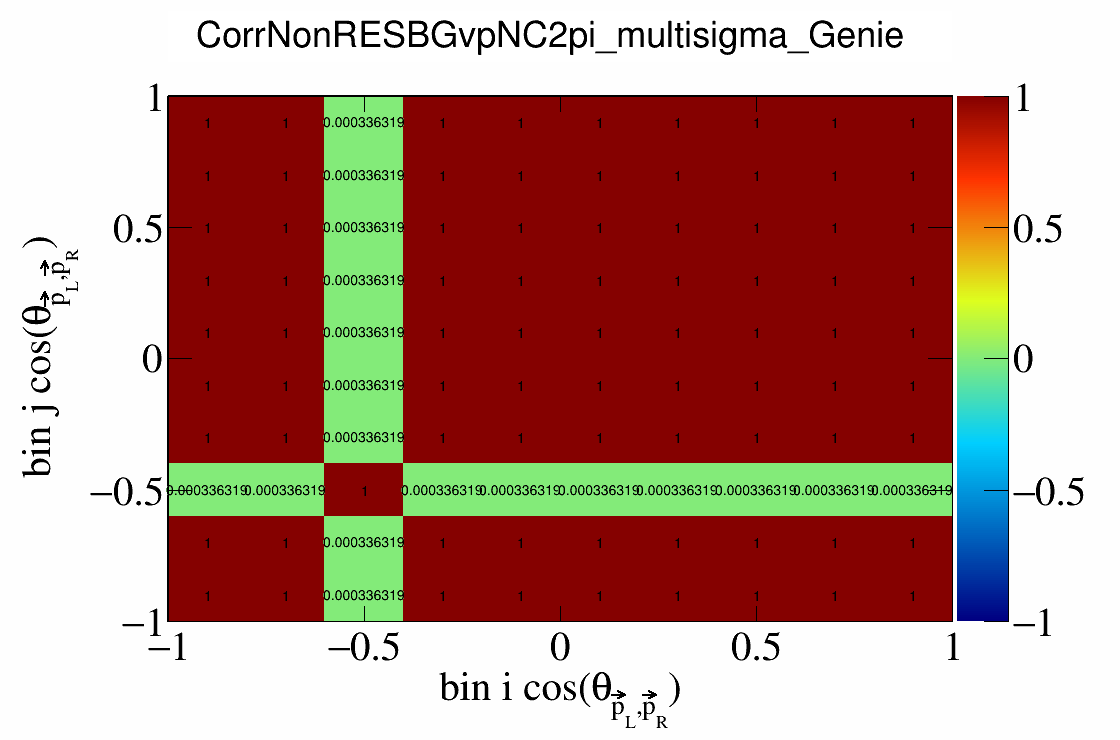 CorrNonRESBGvpNC2pi_multisigma_Genie
1 1 1 0.000336319 1 1 1 1 1 1 1 1
1 1 0.000336319 1 1 1 1 1 1 1
0.5 1 1 0.000336319 1 1 1 1 1 1 1 0.5
1 1 0.000336319 1 1 1 1 1 1 1
0 1 1 0.000336319 1 1 1 1 1 1 1 0
1 1 0.000336319 1 1 1 1 1 1 1
1 1 0.000336319 1 1 1 1 1 1 1
−0.5 0.000336319 0.000336319 1 0.000336319 0.000336319 0.000336319 0.000336319 0.000336319 0.000336319 0.000336319 −0.5
1 1 0.000336319 1 1 1 1 1 1 1
1 1 0.000336319 1 1 1 1 1 1 1
−1 −1
−1 −0.5 0 0.5 1
bin i cos(θ p⃗L,p⃗R)
bin j cos(θ p⃗L,p⃗R)